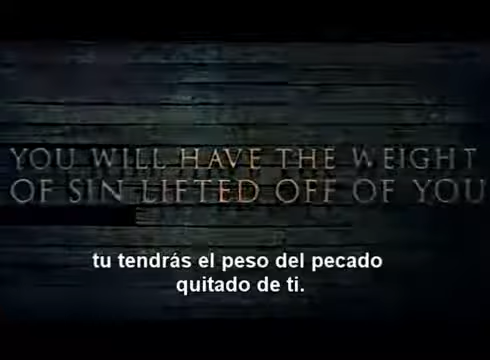 YOU WILL HAVE THE WEIGHT
OF SIN LIFTED OFF OF YOU
tu tendrás el peso del pecado
quitado de ti.